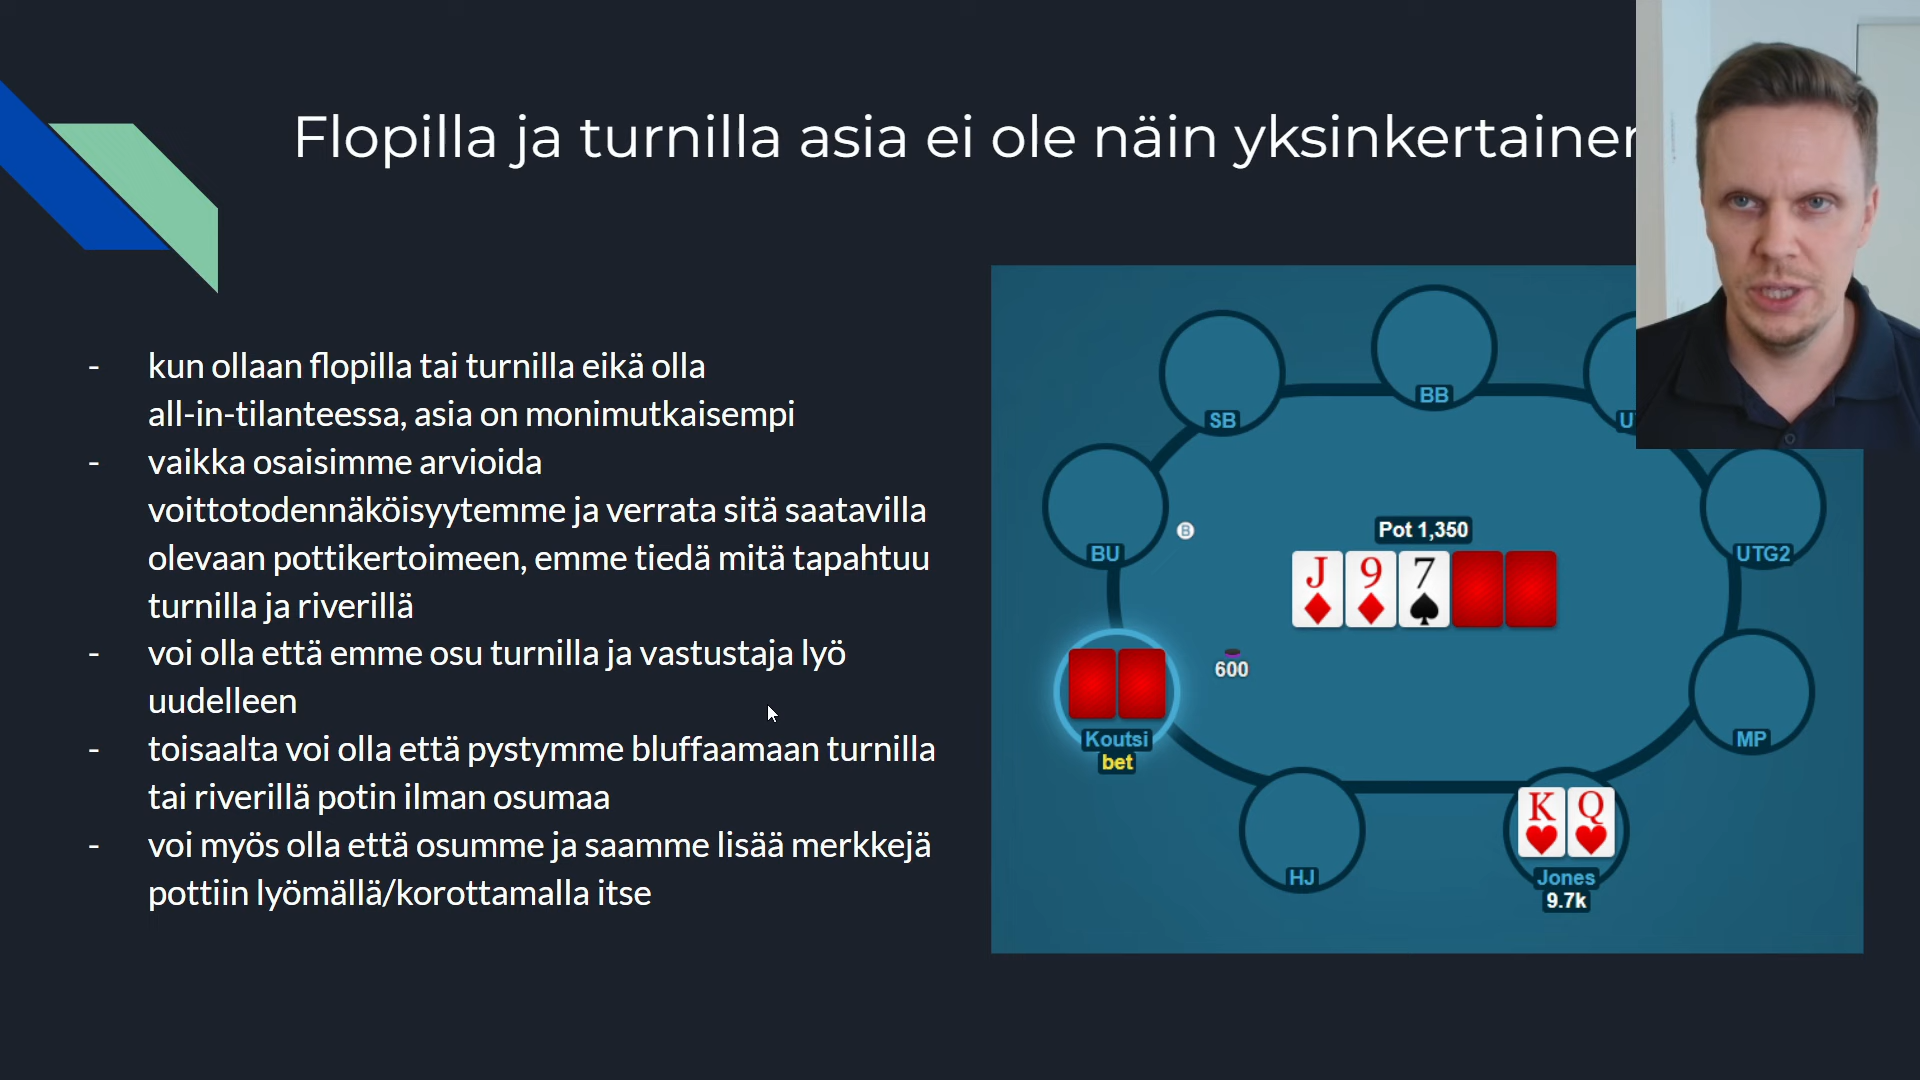 Flopilla ja turnilla asia ei ole näin yksinkertainen
- kun ollaan flopilla tai turnilla eikä olla
all-in-tilanteessa, asia on monimutkaisempi
- vaikka osaisimme arvioida
voittotodennäköisyytemme ja verrata sitä saatavilla
olevaan pottikertoimeen, emme tiedä mitä tapahtuu
turnilla ja riverillä
- voi olla että emme osu turnilla ja vastustaja lyö
uudelleen
- toisaalta voi olla että pystymme bluffaamaan turnilla
tai riverillä potin ilman osumaa
- voi myös olla että osumme ja saamme lisää merkkejä
pottiin lyömällä/korottamalla itse
BB
SB
Pot 1,350
B
BU
UTG2
J 9 7
600
Koutsi
bet
MP
K Q
HJ
Jones
9.7k